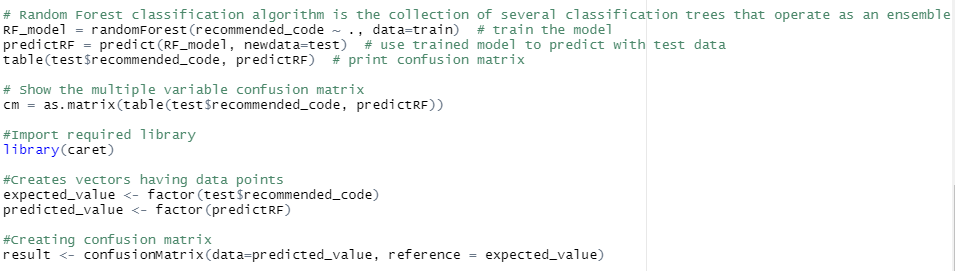 # Random Forest classification algorithm is the collection of several classification trees that operate as an ensemble
RF_model = randomForest(recommended_code ~ ., data=train)  # train the model
predictRF = predict(RF_model, newdata=test)  # use trained model to predict with test data
table(test$recommended_code, predictRF)  # print confusion matrix
# Show the multiple variable confusion matrix
cm = as.matrix(table(test$recommended_code, predictRF))
#Import required library
library(caret)
#Creates vectors having data points
expected_value <- factor(test$recommended_code)
predicted_value <- factor(predictRF)
#Creating confusion matrix
result <- confusionMatrix(data=predicted_value, reference = expected_value)